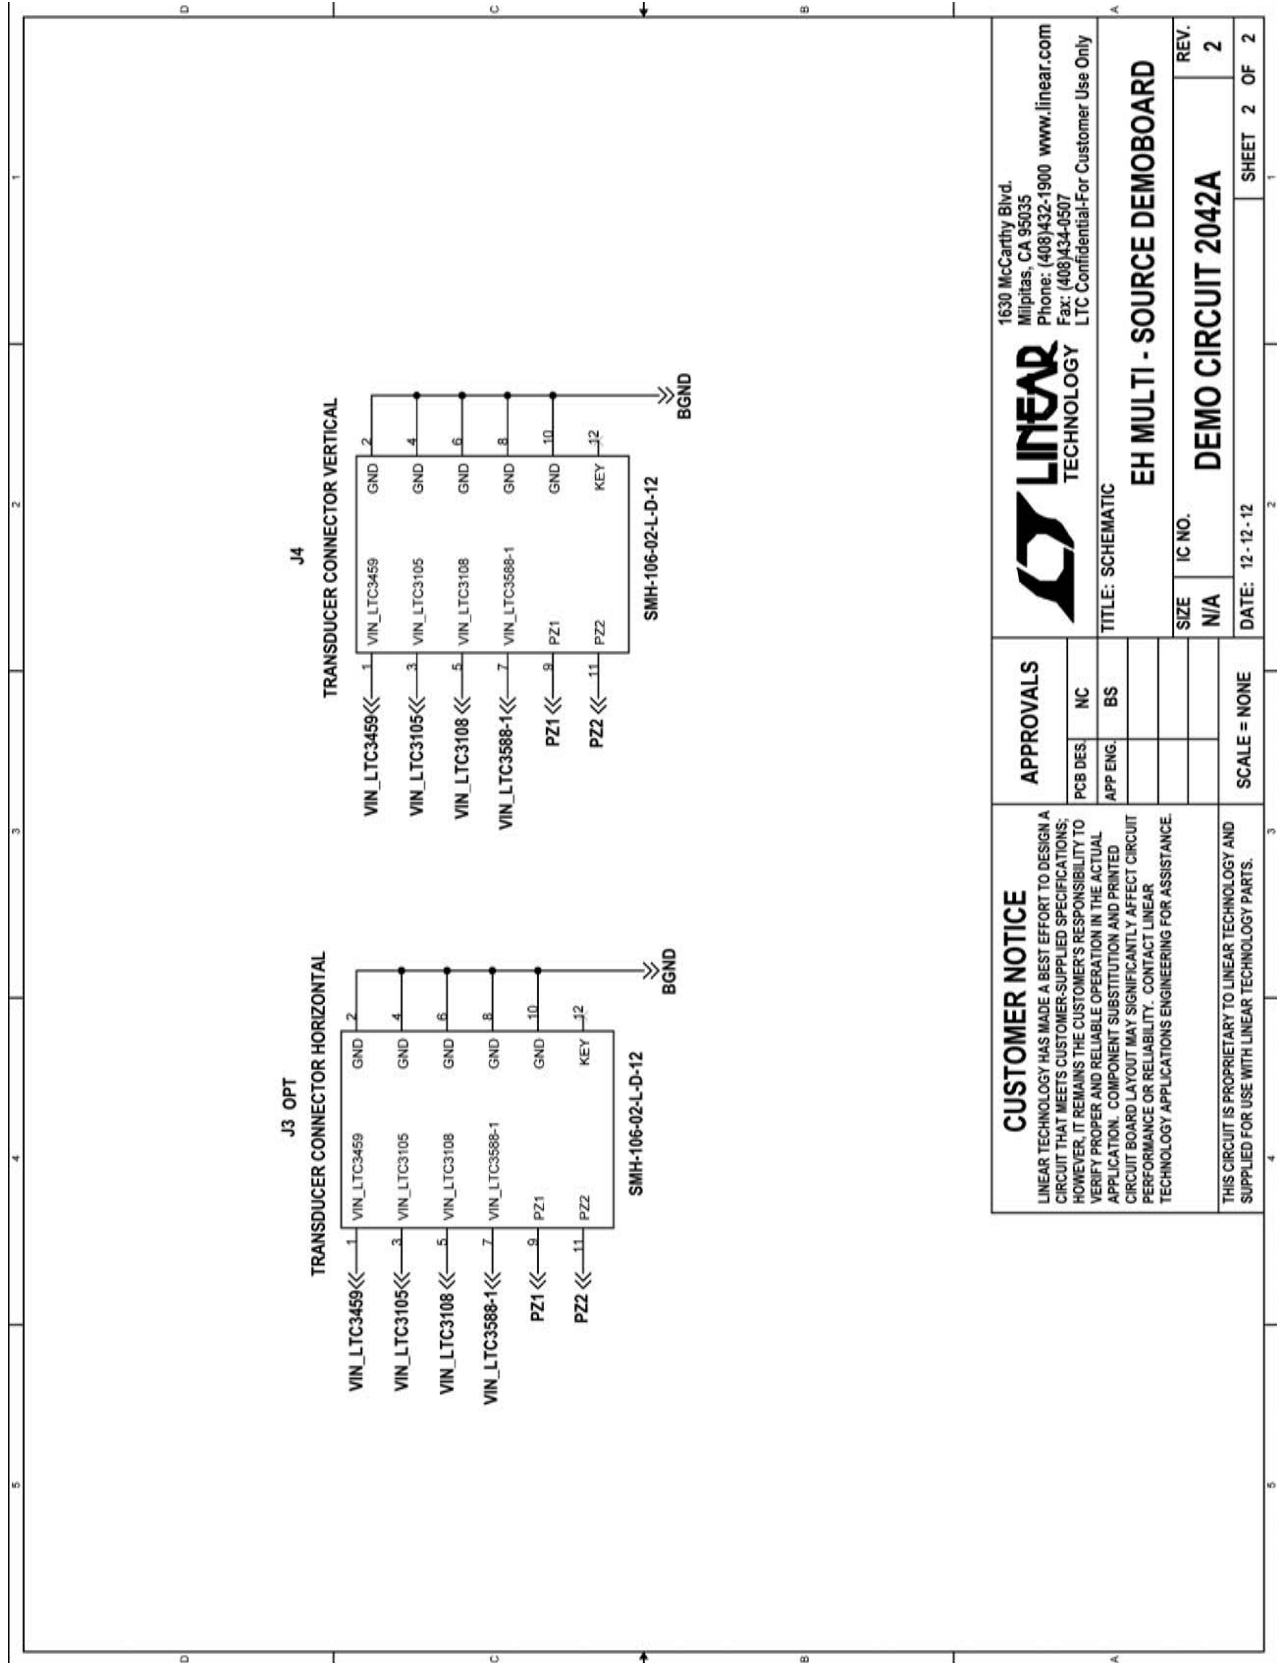 5
4
3
2
1
D
D
C
C
B
B
A
A
J3 OPT
TRANSDUCER CONNECTOR HORIZONTAL
VIN_LTC3459 1 VIN_LTC3459 GND 2
VIN_LTC3105 3 VIN_LTC3105 GND 4
VIN_LTC3108 5 VIN_LTC3108 GND 6
VIN_LTC3588-1 7 VIN_LTC3588-1 GND 8
PZ1 9 PZ1 GND 10
PZ2 11 PZ2 KEY 12
SMH-106-02-L-D-12
BGND
J4
TRANSDUCER CONNECTOR VERTICAL
VIN_LTC3459 1 VIN_LTC3459 GND 2
VIN_LTC3105 3 VIN_LTC3105 GND 4
VIN_LTC3108 5 VIN_LTC3108 GND 6
VIN_LTC3588-1 7 VIN_LTC3588-1 GND 8
PZ1 9 PZ1 GND 10
PZ2 11 PZ2 KEY 12
SMH-106-02-L-D-12
BGND
CUSTOMER NOTICE
LINEAR TECHNOLOGY HAS MADE A BEST EFFORT TO DESIGN A
CIRCUIT THAT MEETS CUSTOMER-SUPPLIED SPECIFICATIONS;
HOWEVER, IT REMAINS THE CUSTOMER'S RESPONSIBILITY TO
VERIFY PROPER AND RELIABLE OPERATION IN THE ACTUAL
APPLICATION. COMPONENT SUBSTITUTION AND PRINTED
CIRCUIT BOARD LAYOUT MAY SIGNIFICANTLY AFFECT CIRCUIT
PERFORMANCE OR RELIABILITY. CONTACT LINEAR
TECHNOLOGY APPLICATIONS ENGINEERING FOR ASSISTANCE.
THIS CIRCUIT IS PROPRIETARY TO LINEAR TECHNOLOGY AND
SUPPLIED FOR USE WITH LINEAR TECHNOLOGY PARTS.
APPROVALS
PCB DES. NC
APP ENG. BS
SCALE = NONE
LINEAR
TECHNOLOGY
1630 McCarthy Blvd.
Milpitas, CA 95035
Phone: (408)432-1900 www.linear.com
Fax: (408)434-0507
LTC Confidential-For Customer Use Only
TITLE: SCHEMATIC
EH MULTI - SOURCE DEMOBOARD
SIZE
N/A
IC NO.
DEMO CIRCUIT 2042A
REV.
2
DATE: 12 - 12 - 12
SHEET 2 OF 2
5
4
3
2
1